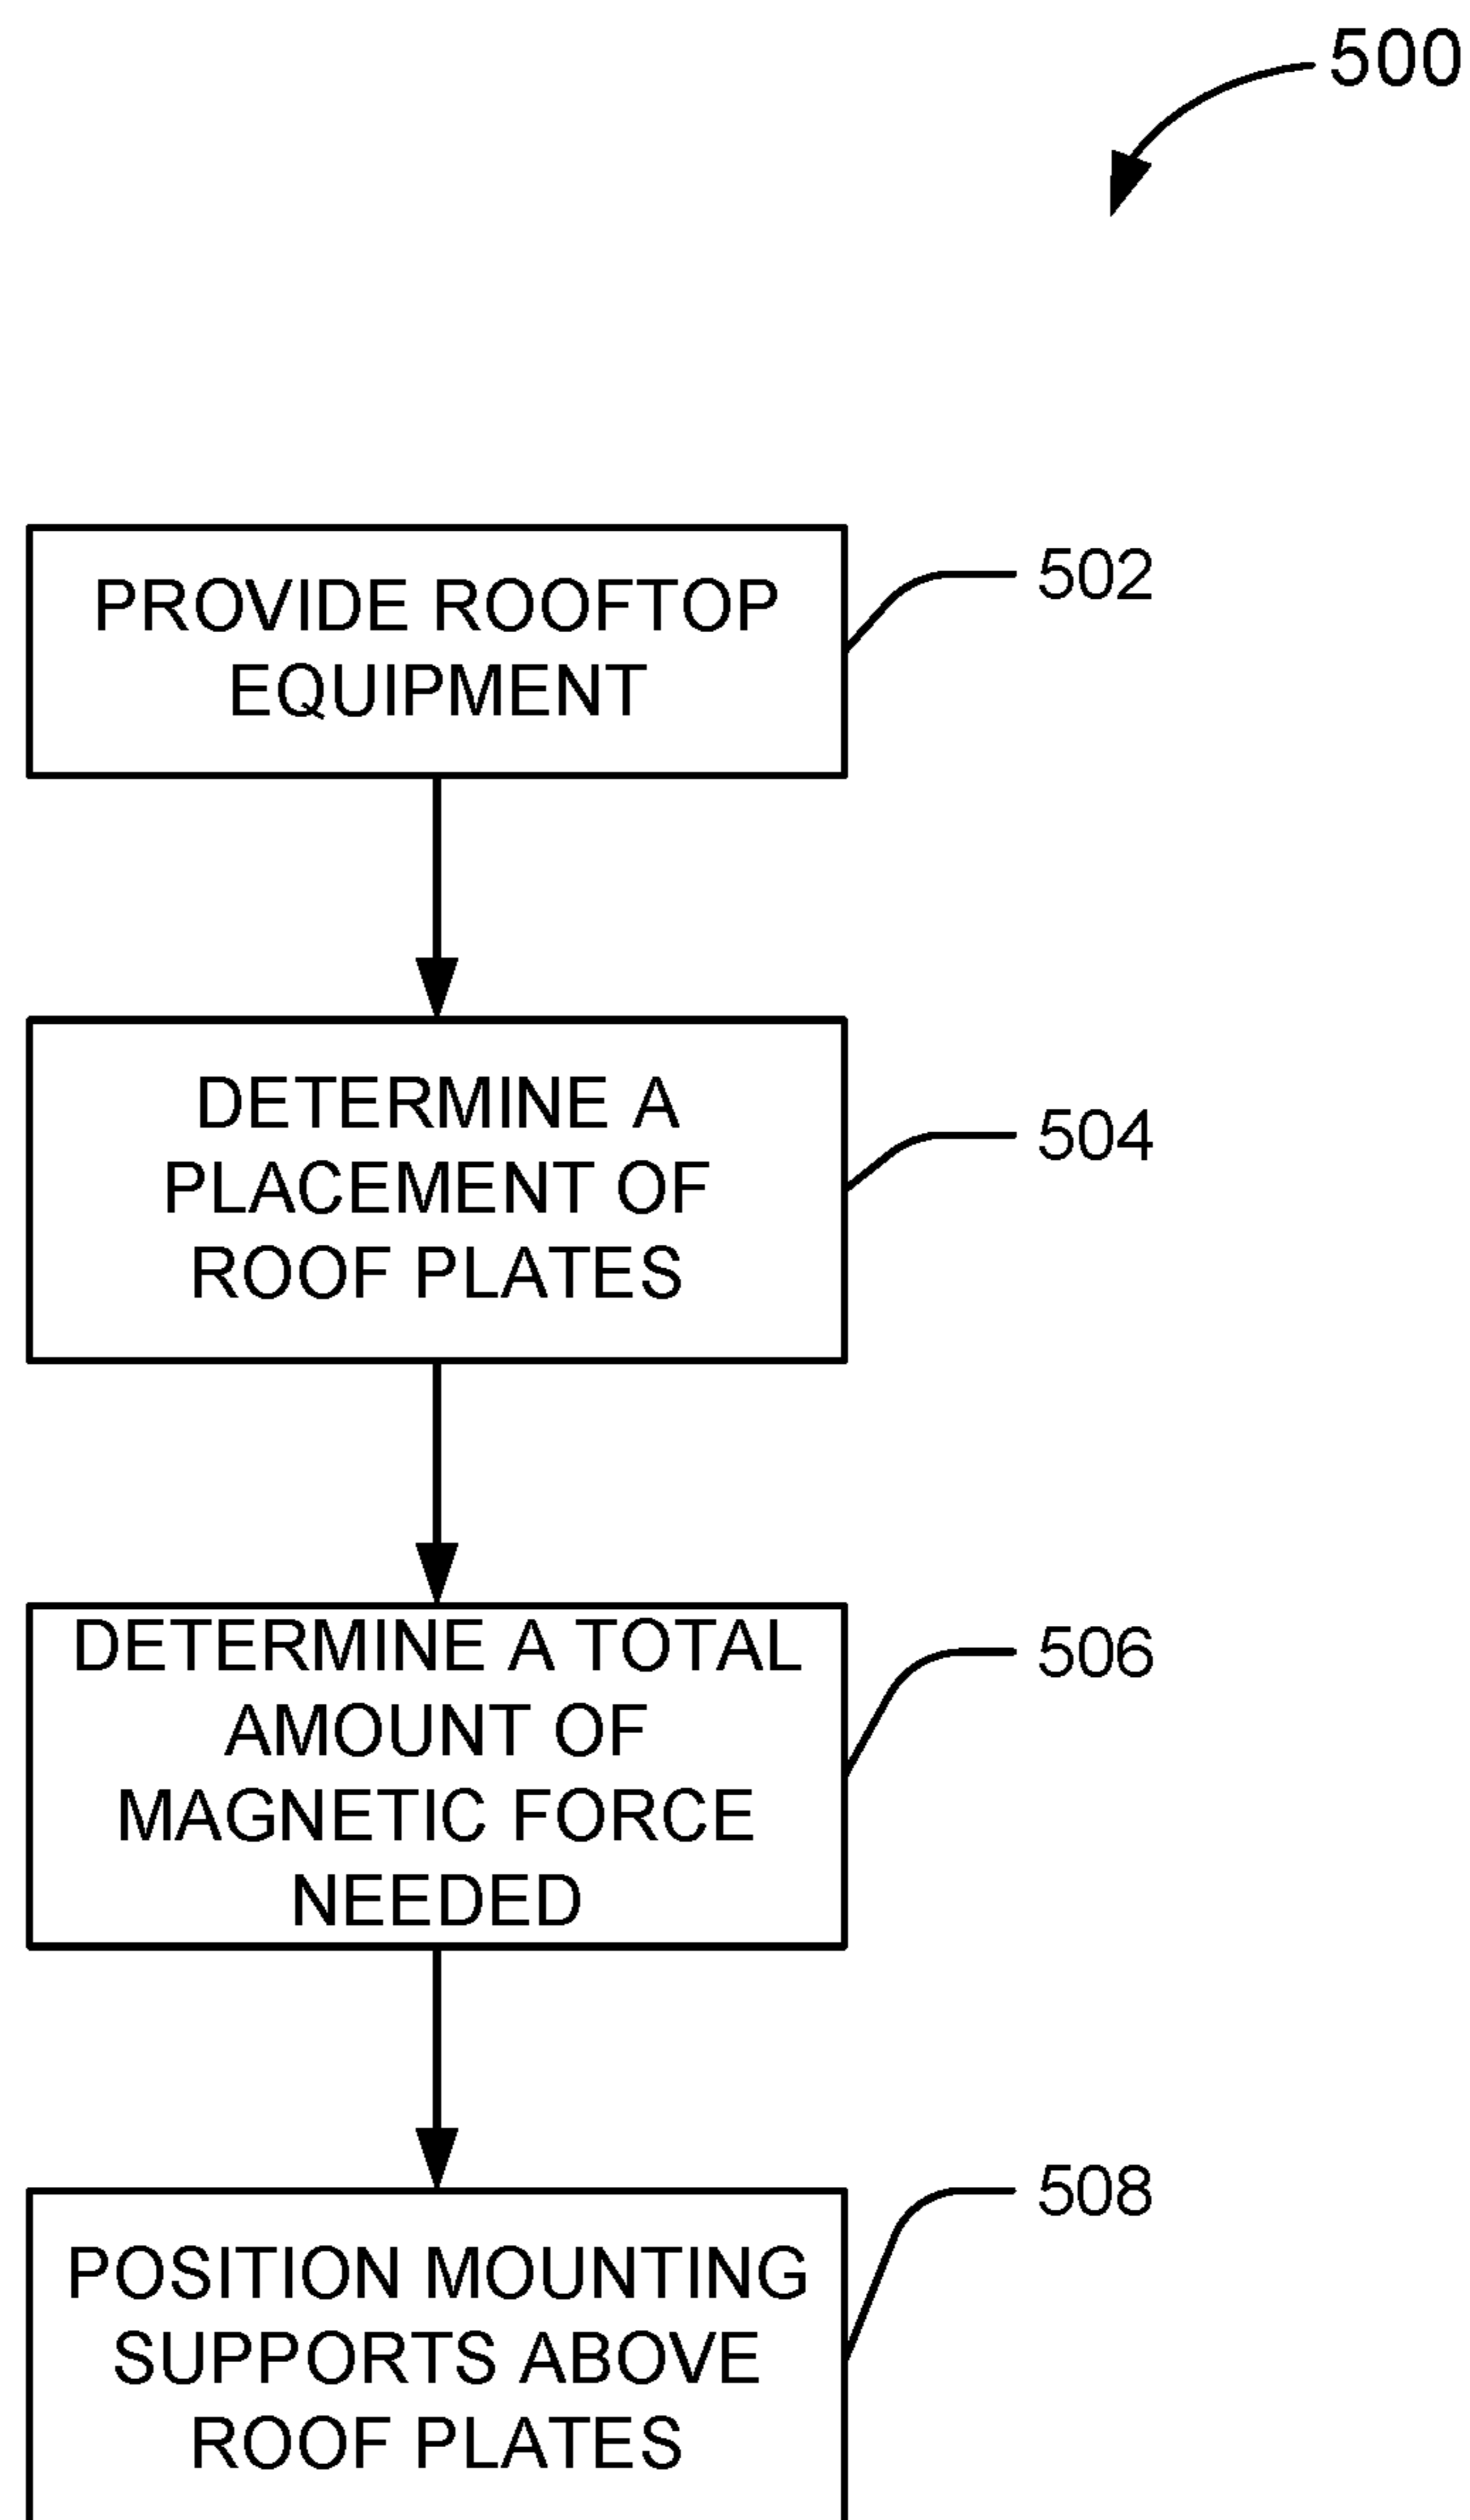 500
PROVIDE ROOFTOP
EQUIPMENT
502
DETERMINE A
PLACEMENT OF
ROOF PLATES
504
DETERMINE A TOTAL
AMOUNT OF
MAGNETIC FORCE
NEEDED
506
POSITION MOUNTING
SUPPORTS ABOVE
ROOF PLATES
508